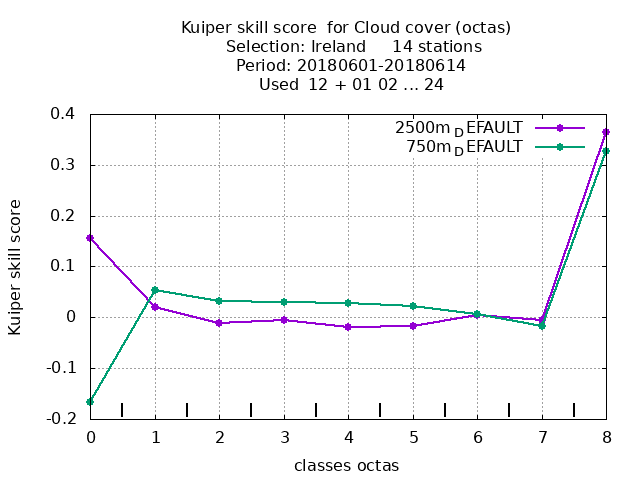 Kuiper skill score for Cloud cover (octas)
Selection: Ireland 14 stations
Period: 20180601-20180614
Used 12 + 01 02 ... 24
2500m_DEFAULT
750m_DEFAULT
Kuiper skill score
0.4
0.3
0.2
0.1
0
-0.1
-0.2
0 1 2 3 4 5 6 7 8
classes octas